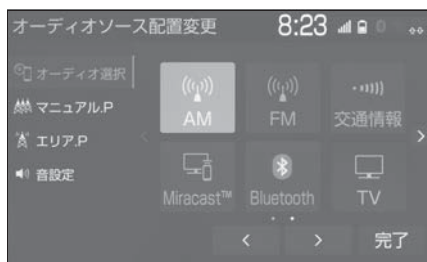 オーディオソース配置変更 8:23
オーディオ選択
マニュアル.P
エリア.P
音設定
AM
FM
交通情報
Miracast™
Bluetooth
TV
完了